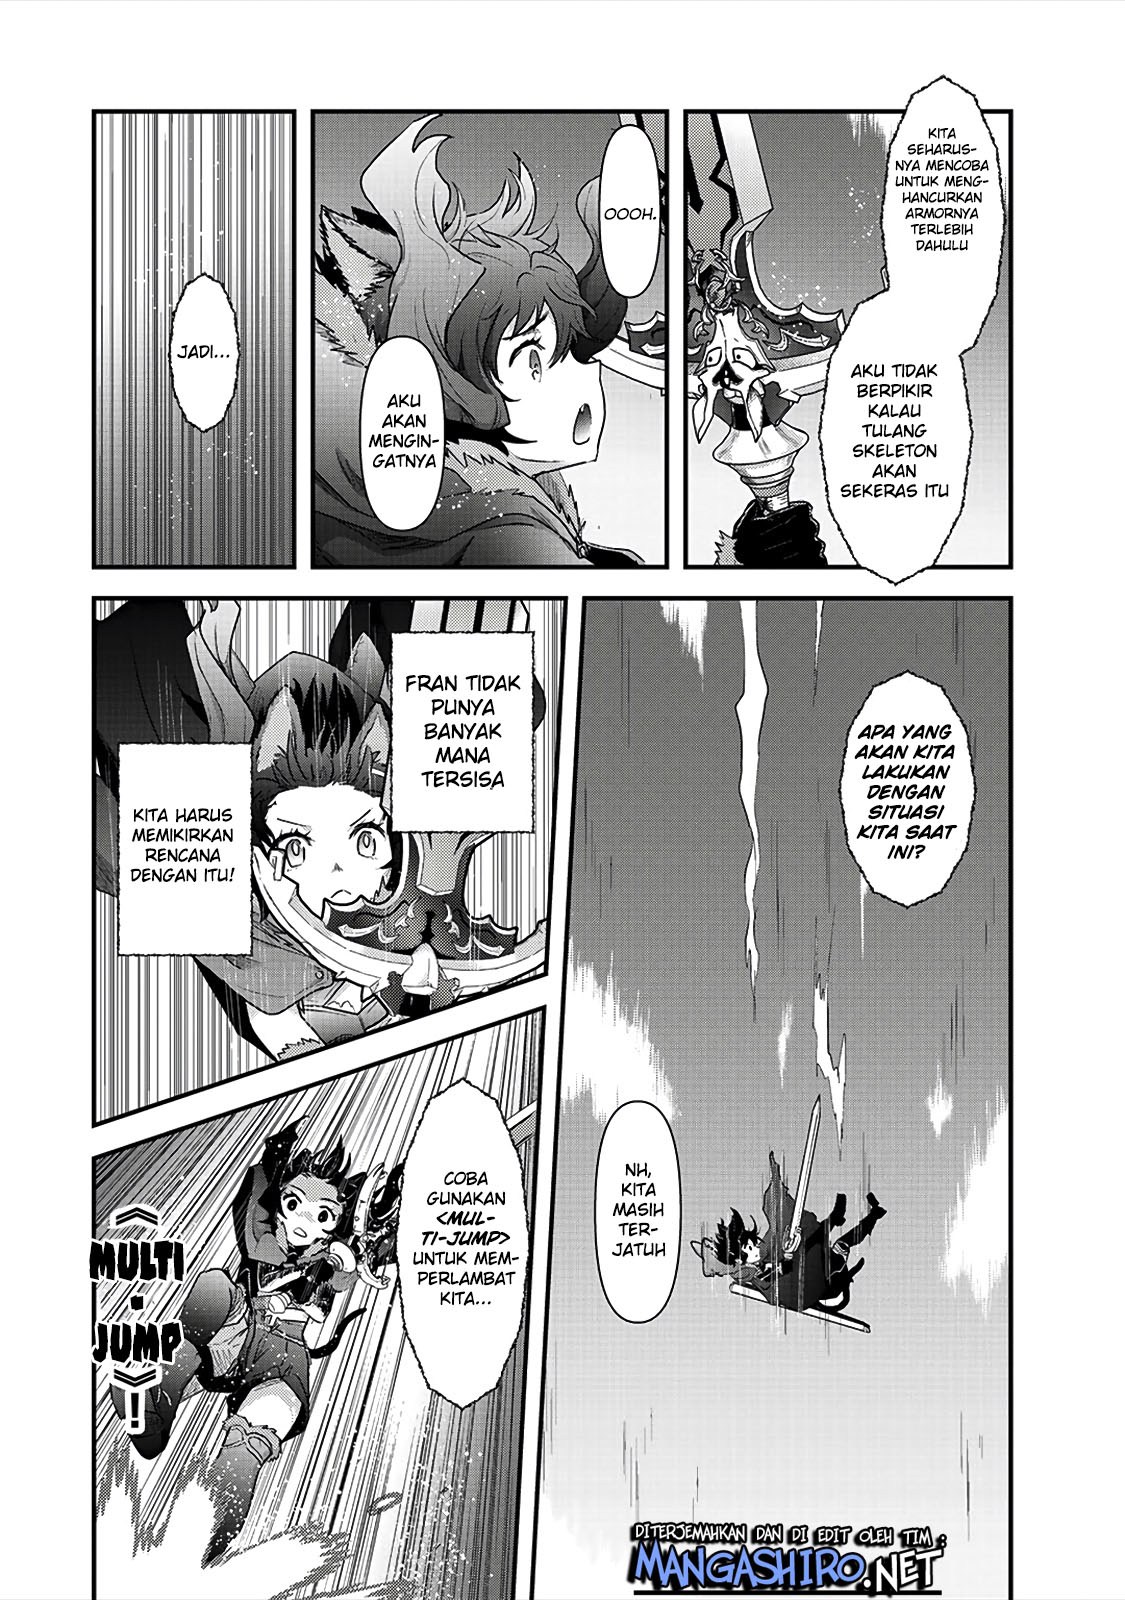 KITA
SEHARUS-
NYA MENCOBA
UNTUK MENG-
HANCURKAN
ARMORNYA
TERLEBIH
DAHULU
AKU TIDAK
BERPIKIR
KALAU
TULANG
SKELETON
AKAN
SEKERAS ITU
OOOH.
AKU
AKAN
MENGIN-
GATNYA
JADI...
APA YANG
AKAN KITA
LAKUKAN
DENGAN
SITUASI
KITA SAAT
INI?
NH,
KITA
MASIH
TER-
JATUH
FRAN TIDAK
PUNYA
BANYAK
MANA
TERSISA
KITA HARUS
MEMIKIRKAN
RENCANA
DENGAN ITU!
COBA
GUNAKAN
<MUL-
TI-JUMP>
UNTUK MEM-
PERLAMBAT
KITA...
《MULTI
・
JUMP》!
DITERJEMAHKAN DAN DI EDIT OLEH TIM :
MANGASHIRO.NET